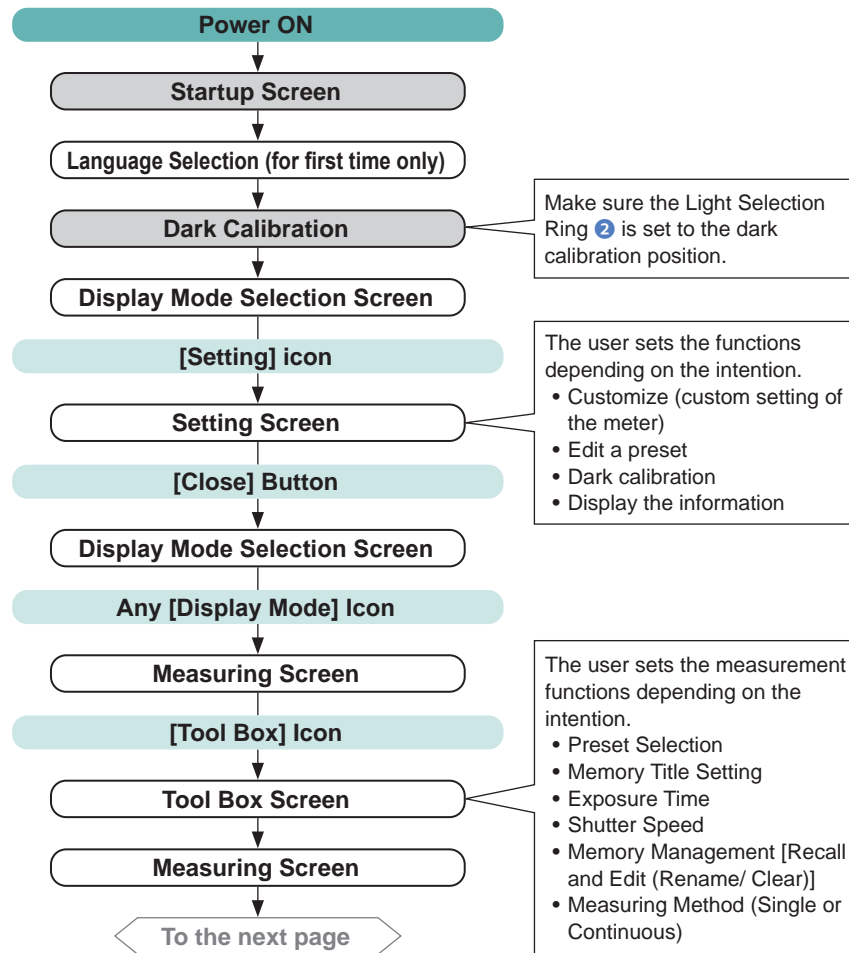 Power ON
Startup Screen
Language Selection (for first time only)
Dark Calibration
Make sure the Light Selection
Ring ❷ is set to the dark
calibration position.
Display Mode Selection Screen
[Setting] icon
The user sets the functions
depending on the intention.
• Customize (custom setting of
the meter)
• Edit a preset
• Dark calibration
• Display the information
Setting Screen
[Close] Button
Display Mode Selection Screen
Any [Display Mode] Icon
Measuring Screen
[Tool Box] Icon
The user sets the measurement
functions depending on the
intention.
• Preset Selection
• Memory Title Setting
• Exposure Time
• Shutter Speed
• Memory Management [Recall
and Edit (Rename/ Clear)]
• Measuring Method (Single or
Continuous)
Tool Box Screen
Measuring Screen
To the next page